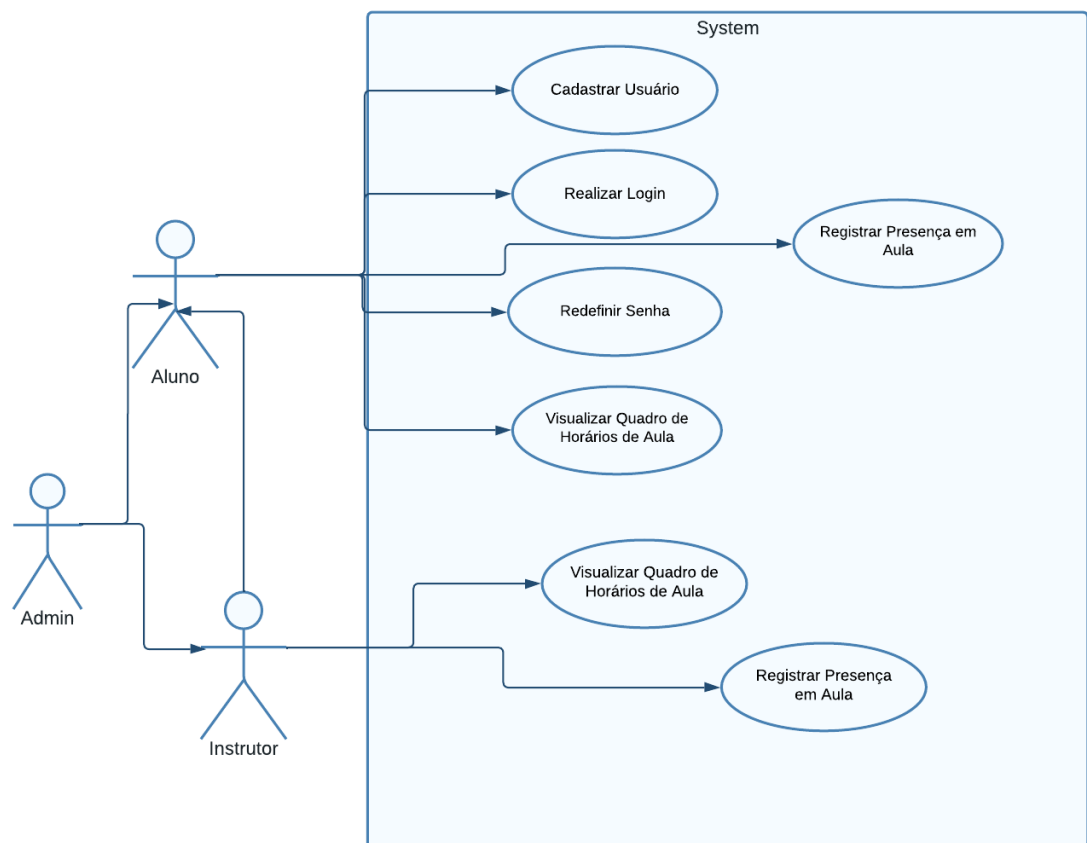 System
Cadastrar Usuário
Realizar Login
Registrar Presença em
Aula
Redefinir Senha
Aluno
Visualizar Quadro de
Horários de Aula
Admin
Visualizar Quadro de
Horários de Aula
Registrar Presença
em Aula
Instrutor